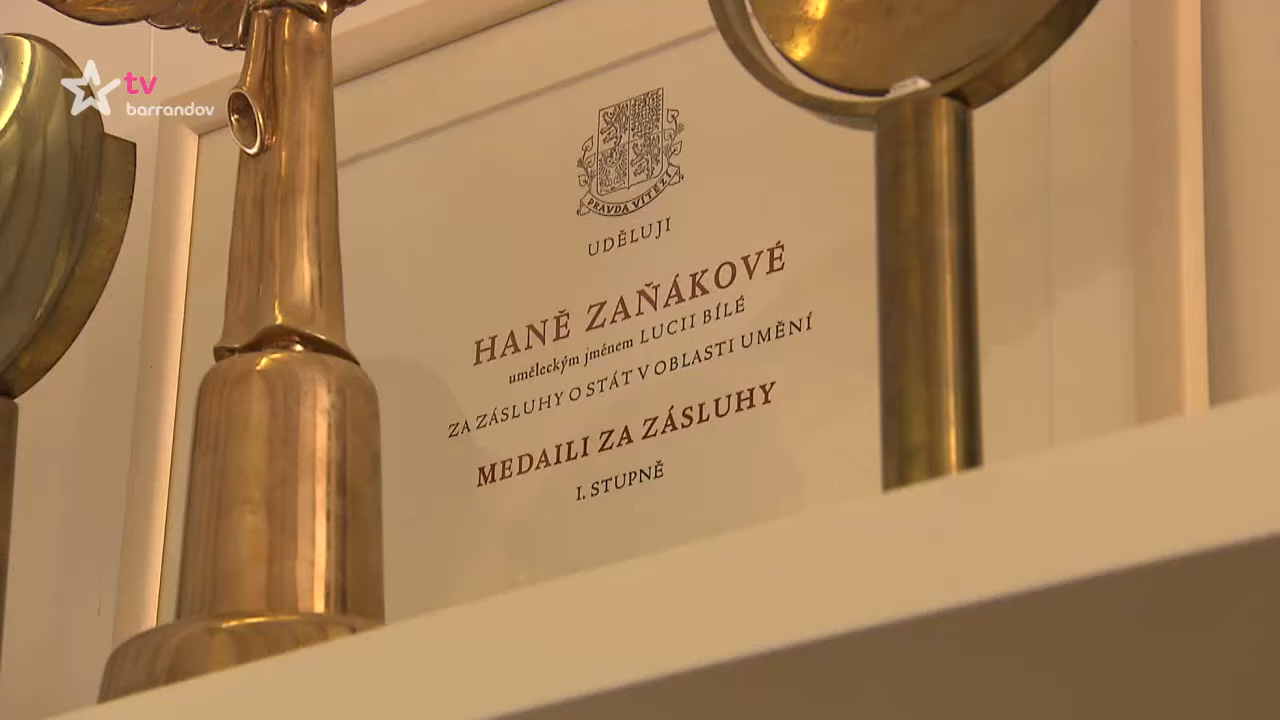 tv
barrandov
PRAVDA VÍTĚZÍ
UDĚLUJI
HANĚ ZAŇÁKOVÉ
uměleckým jménem LUCII BÍLÉ
ZA ZÁSLUHY O STÁT V OBLASTI UMĚNÍ
MEDAILI ZA ZÁSLUHY
I. STUPNĚ